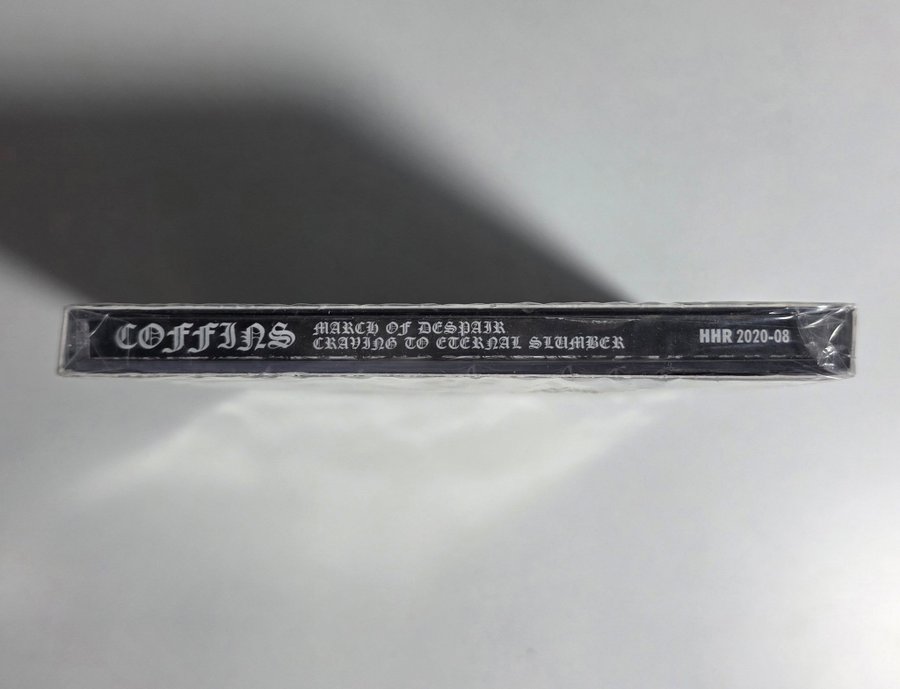 COFFINS
MARCH OF DESPAIR
CRAVING TO ETERNAL SLUMBER
HHR 2020-08